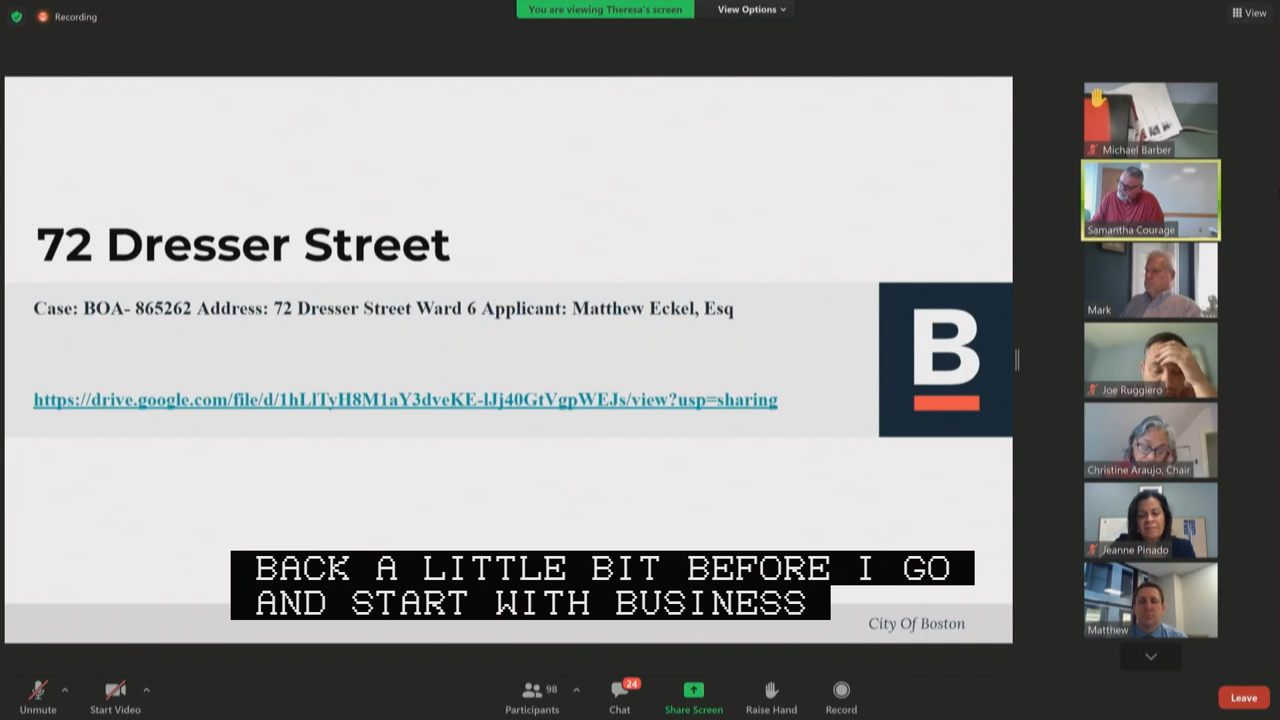 Recording
You are viewing Theresa's screen
View Options
View
72 Dresser Street
Case: BOA- 865262 Address: 72 Dresser Street Ward 6 Applicant: Matthew Eckel, Esq
https://drive.google.com/file/d/1hLlTyH8M1aY3dveKE-lJj40GtVgpWEJs/view?usp=sharing
B
BACK A LITTLE BIT BEFORE I GO
AND START WITH BUSINESS
City Of Boston
Michael Barber
Samantha Courage
Mark
Joe Ruggiero
Christine Araujo, Chair
Jeanne Pinado
Matthew
Unmute
Start Video
98
Participants
24
Chat
Share Screen
Raise Hand
Record
Leave